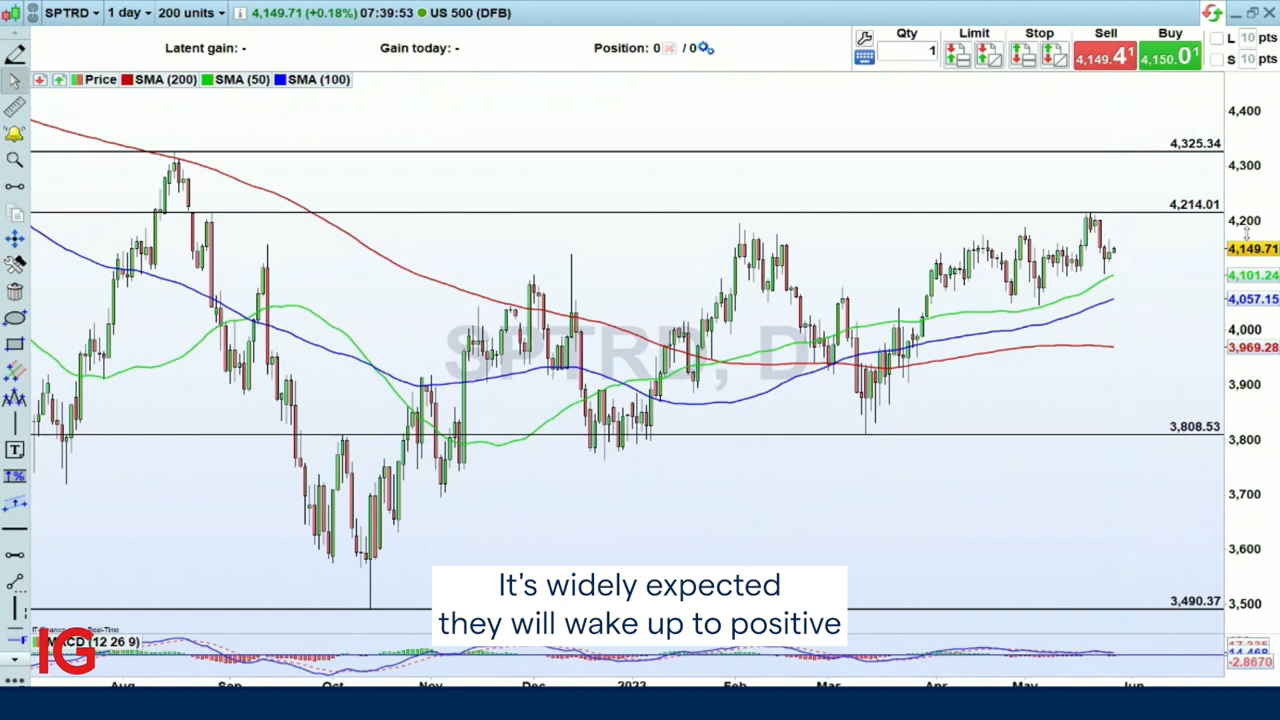 SPTRD 1 day 200 units i 4,149.71 (+0.18%) 07:39:53 US 500 (DFB)
Latent gain: - Gain today: - Position: 0 / 0
Qty Limit Stop Sell Buy
1 4,149.4¹ 4,150.0¹
L 10 pts
S 10 pts
Price SMA (200) SMA (50) SMA (100)
4,400
4,325.34
4,300
4,214.01
4,200
4,149.71
4,101.24
4,057.15
4,000
3,969.28
SPTRD, D
3,900
3,808.53
3,800
3,700
3,600
3,490.37
3,500
It's widely expected
they will wake up to positive
MACD (12 26 9)
IG
14.468
-2.8670
Aug Sep Oct Nov Dec 2023 Feb Mar Apr May Jun